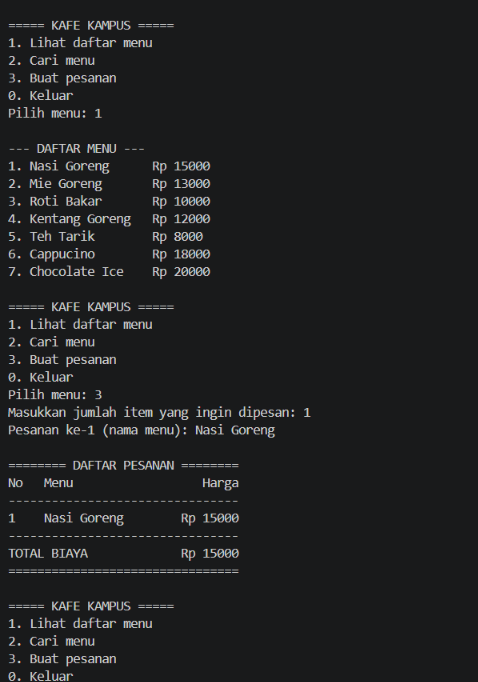 ===== KAFE KAMPUS =====
1. Lihat daftar menu
2. Cari menu
3. Buat pesanan
0. Keluar
Pilih menu: 1
--- DAFTAR MENU ---
1. Nasi Goreng      Rp 15000
2. Mie Goreng       Rp 13000
3. Roti Bakar       Rp 10000
4. Kentang Goreng   Rp 12000
5. Teh Tarik        Rp 8000
6. Cappucino        Rp 18000
7. Chocolate Ice    Rp 20000
===== KAFE KAMPUS =====
1. Lihat daftar menu
2. Cari menu
3. Buat pesanan
0. Keluar
Pilih menu: 3
Masukkan jumlah item yang ingin dipesan: 1
Pesanan ke-1 (nama menu): Nasi Goreng
======== DAFTAR PESANAN ========
No   Menu                  Harga
--------------------------------
1    Nasi Goreng        Rp 15000
--------------------------------
TOTAL BIAYA             Rp 15000
================================
===== KAFE KAMPUS =====
1. Lihat daftar menu
2. Cari menu
3. Buat pesanan
0. Keluar